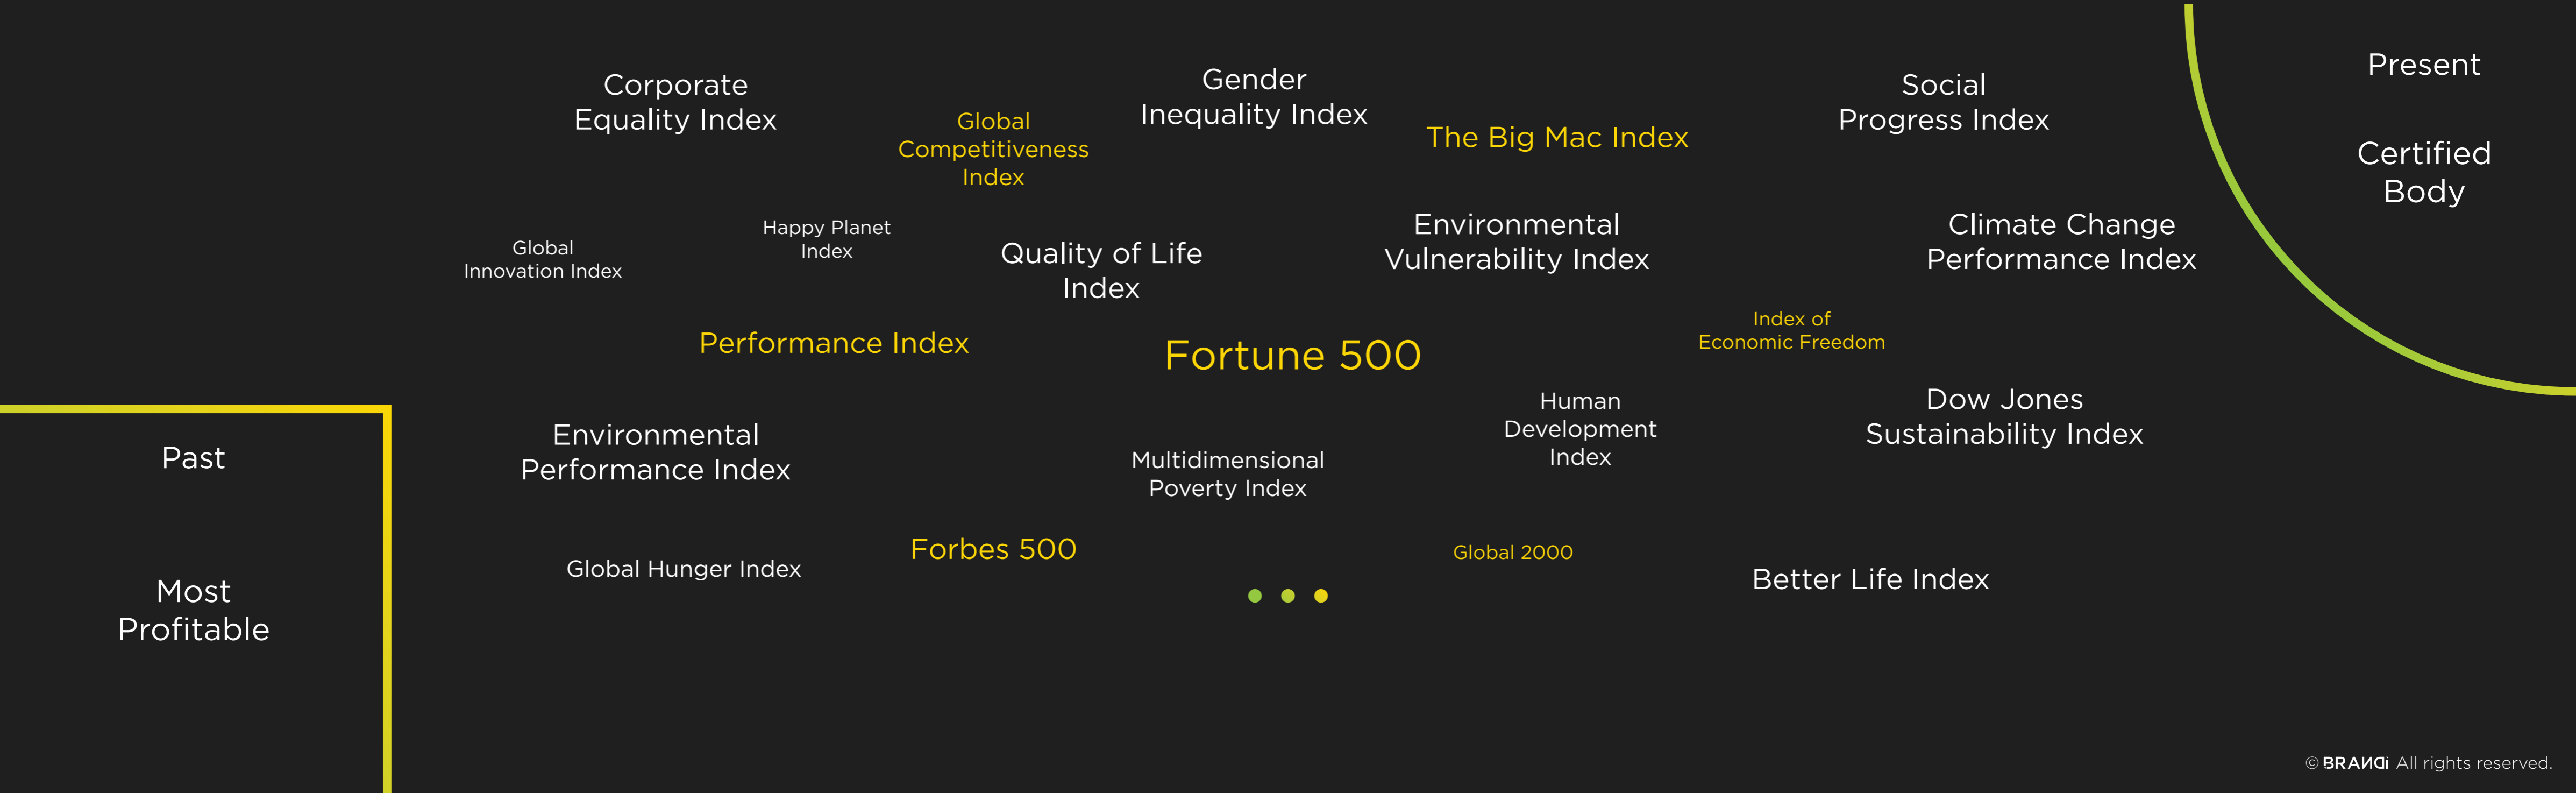 Corporate
Equality Index
Global
Competitiveness
Index
Gender
Inequality Index
The Big Mac Index
Social
Progress Index
Present
Certified
Body
Global
Innovation Index
Happy Planet
Index
Quality of Life
Index
Environmental
Vulnerability Index
Climate Change
Performance Index
Performance Index
Fortune 500
Index of
Economic Freedom
Past
Most
Profitable
Environmental
Performance Index
Multidimensional
Poverty Index
Human
Development
Index
Dow Jones
Sustainability Index
Global Hunger Index
Forbes 500
Global 2000
Better Life Index
© BRANDi All rights reserved.